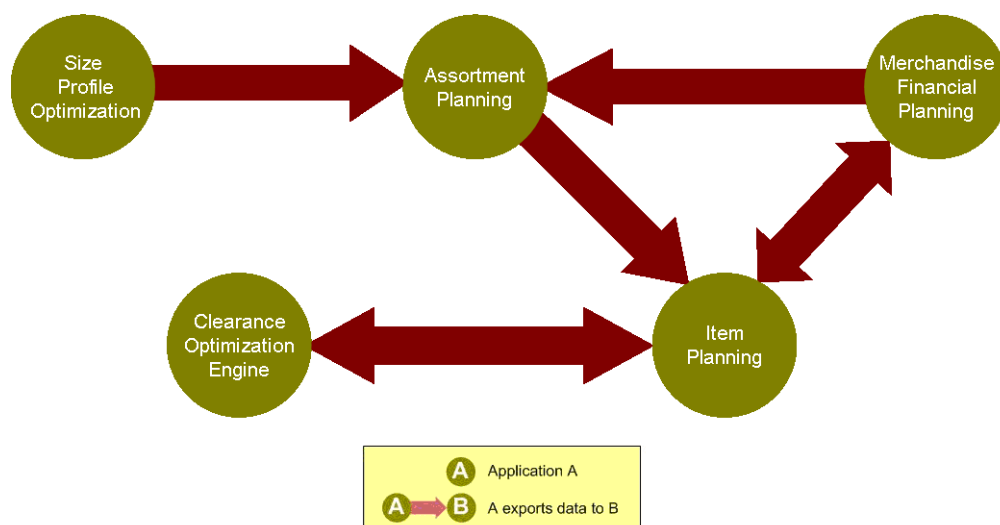 Size
Profile
Optimization
Assortment
Planning
Merchandise
Financial
Planning
Clearance
Optimization
Engine
Item
Planning
A Application A
A B A exports data to B